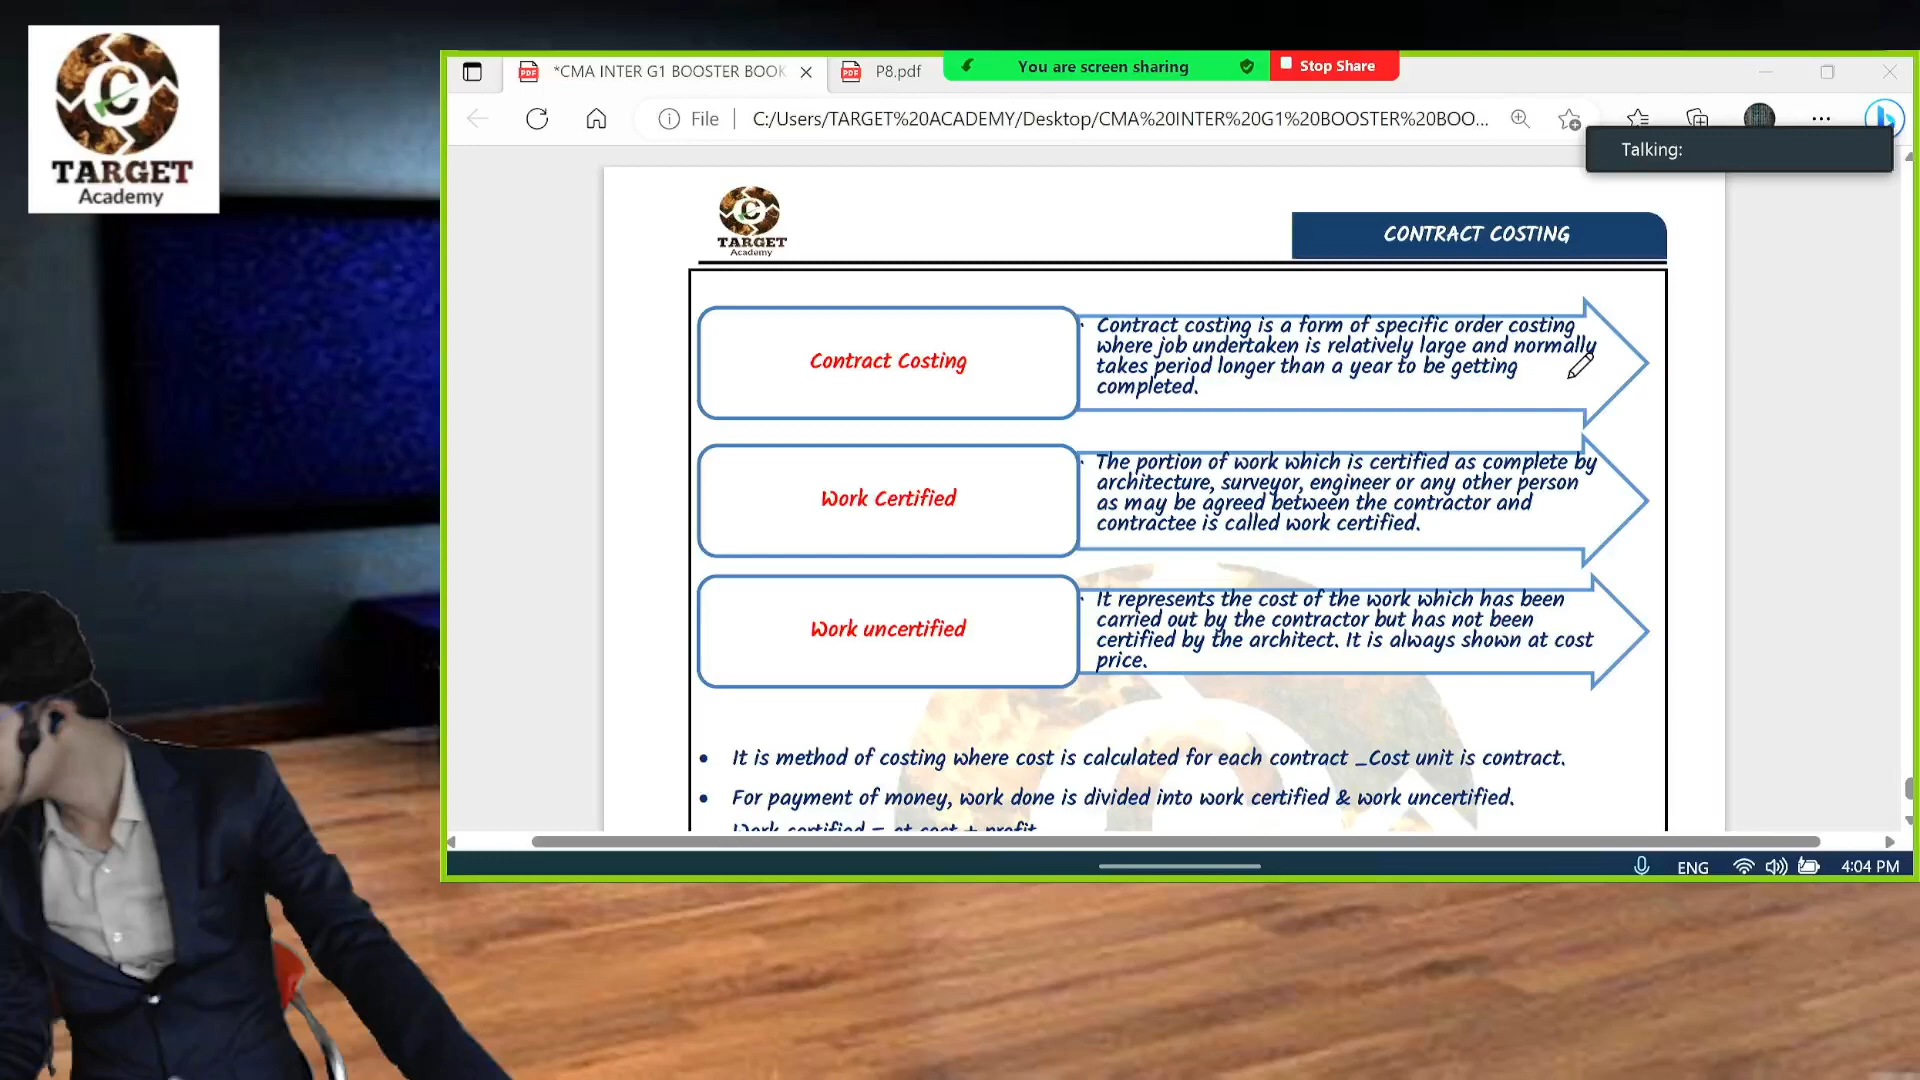 TARGET
Academy
*CMA INTER G1 BOOSTER BOOK
P8.pdf
You are screen sharing
Stop Share
File
C:/Users/TARGET%20ACADEMY/Desktop/CMA%20INTER%20G1%20BOOSTER%20BOO...
Talking:
TARGET
Academy
CONTRACT COSTING
Contract Costing
Contract costing is a form of specific order costing
where job undertaken is relatively large and normally
takes period longer than a year to be getting
completed.
Work Certified
The portion of work which is certified as complete by
architecture, surveyor, engineer or any other person
as may be agreed between the contractor and
contractee is called work certified.
Work uncertified
It represents the cost of the work which has been
carried out by the contractor but has not been
certified by the architect. It is always shown at cost
price.
• It is method of costing where cost is calculated for each contract _Cost unit is contract.
• For payment of money, work done is divided into work certified & work uncertified.
Work certified = at cost + profit
ENG
4:04 PM